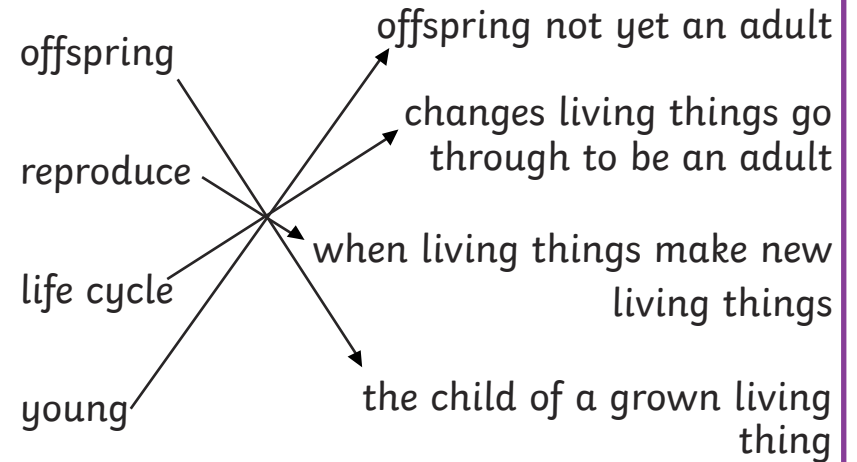 offspring
reproduce
life cycle
young
offspring not yet an adult
changes living things go
through to be an adult
when living things make new
living things
the child of a grown living
thing